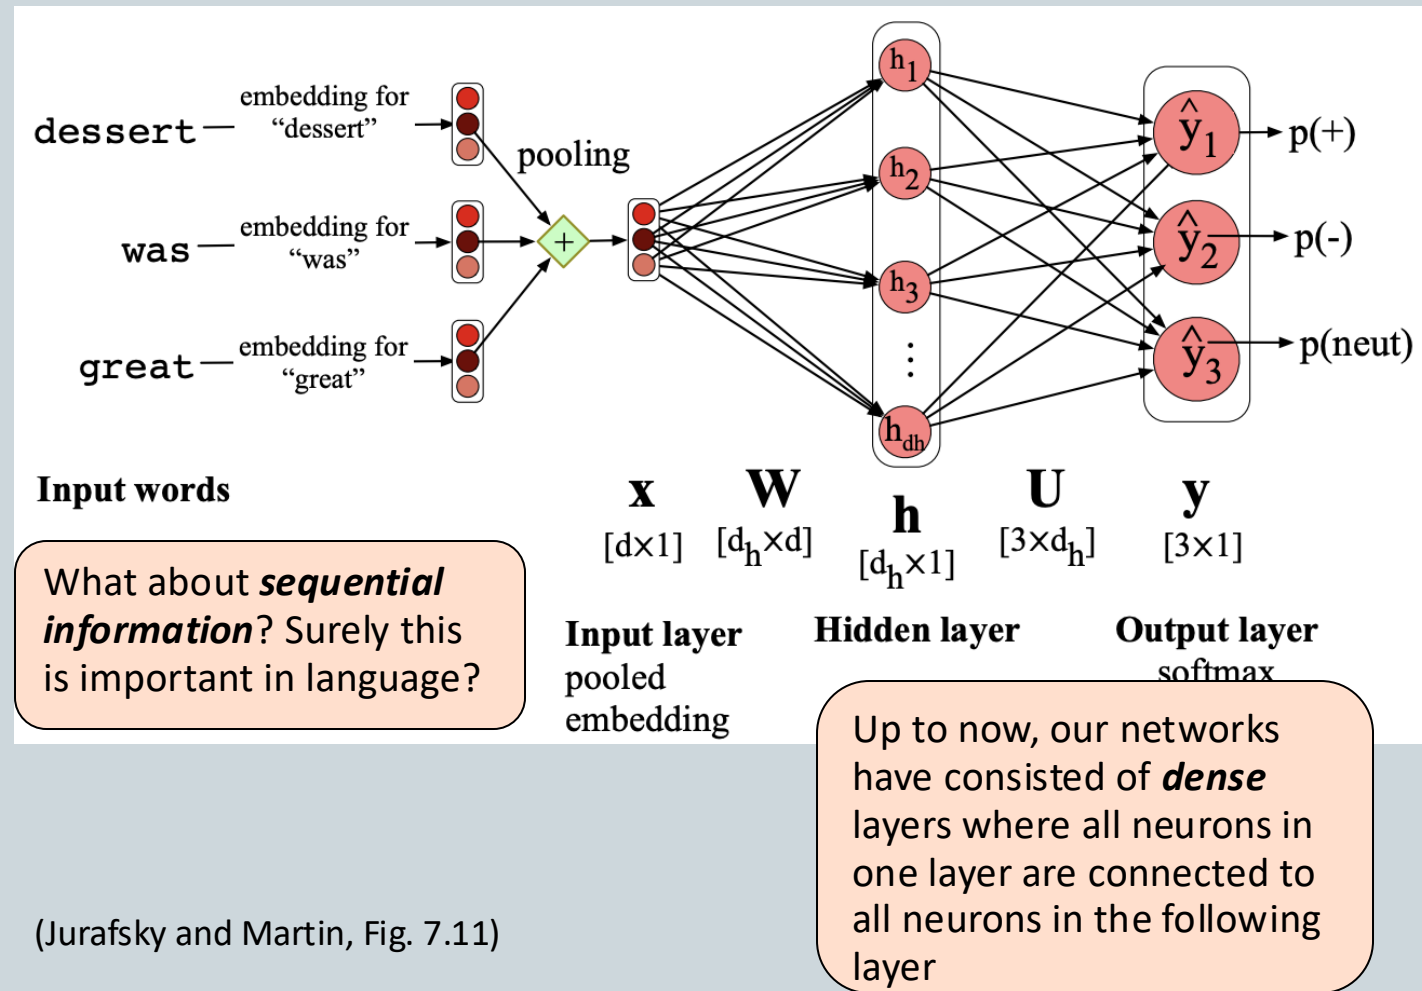 dessert
embedding for
"dessert"
pooling
was
embedding for
"was"
great
embedding for
"great"
+
h1
h2
h3
⋮
hdh
ŷ1
ŷ2
ŷ3
p(+)
p(-)
p(neut)
Input words
x
[d×1]
W
[dh×d]
h
[dh×1]
U
[3×dh]
y
[3×1]
Input layer
pooled
embedding
Hidden layer
Output layer
softmax
What about sequential
information? Surely this
is important in language?
Up to now, our networks
have consisted of dense
layers where all neurons in
one layer are connected to
all neurons in the following
layer
(Jurafsky and Martin, Fig. 7.11)